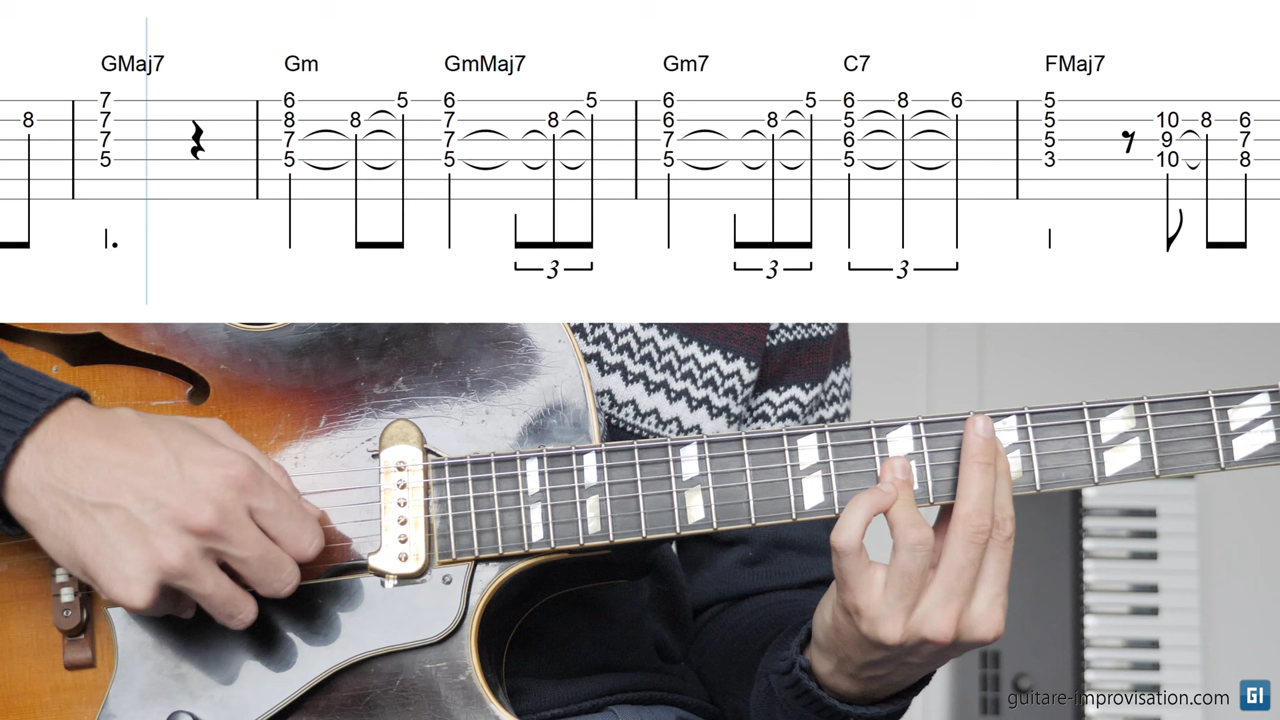 GMaj7 Gm GmMaj7 Gm7 C7 FMaj7
7 6 5 6 5 6 5 6 8 6 5
8 7 8 8 7 8 6 8 5 5 10 8 6
7 7 7 7 6 5 9 7
5 5 5 5 5 3 10 8
3 3 3
guitare-improvisation.com GI